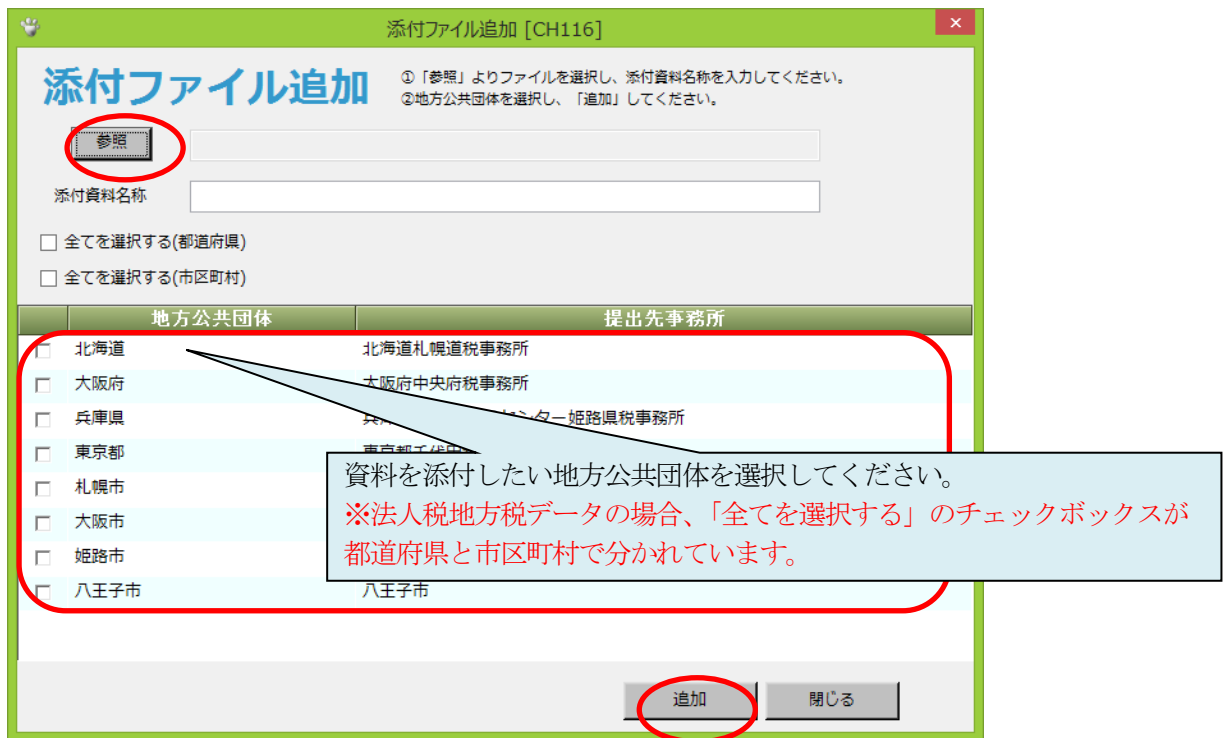 添付ファイル追加 [CH116]
×
添付ファイル追加
①「参照」よりファイルを選択し、添付資料名称を入力してください。
②地方公共団体を選択し、「追加」してください。
参照
添付資料名称
全てを選択する(都道府県)
全てを選択する(市区町村)
地方公共団体 提出先事務所
北海道 北海道札幌道税事務所
大阪府 大阪府中央府税事務所
兵庫県 センター姫路県税事務所
東京都 東京都千代田
札幌市
大阪市
姫路市
八王子市 八王子市
資料を添付したい地方公共団体を選択してください。
※法人税地方税データの場合、「全てを選択する」のチェックボックスが
都道府県と市区町村で分かれています。
追加 閉じる